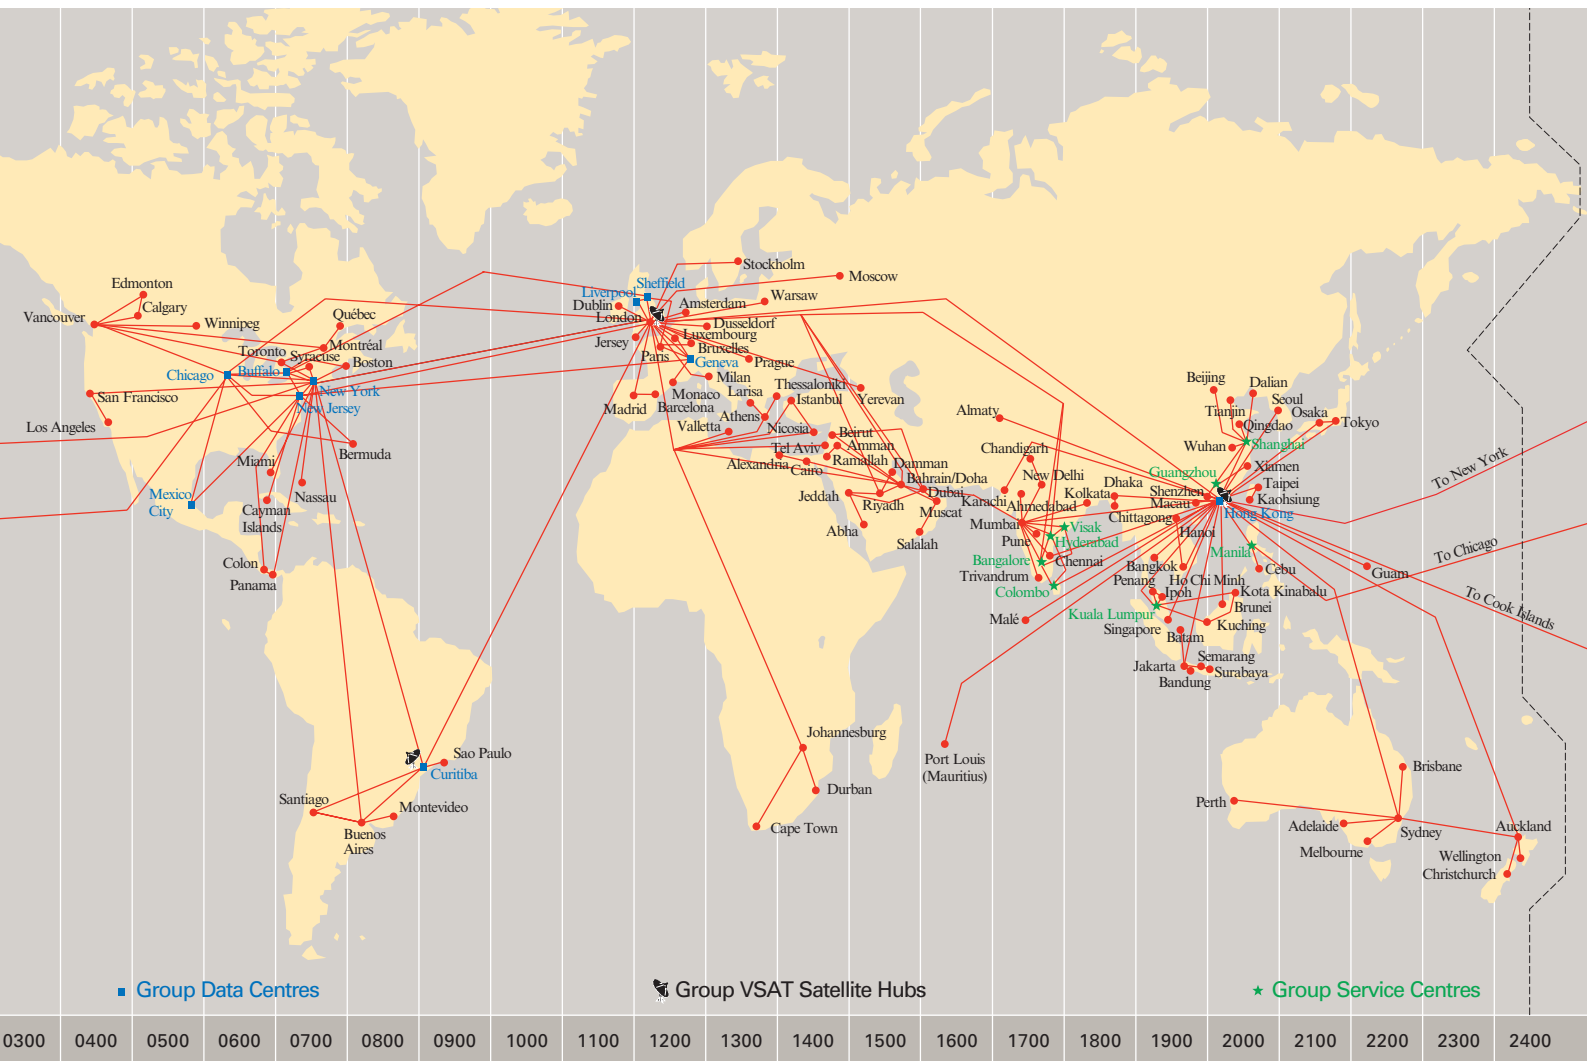 Edmonton
Calgary
Vancouver
Winnipeg
Québec
Montréal
Toronto
Syracuse
Boston
Chicago
Buffalo
New York
New Jersey
San Francisco
Los Angeles
Bermuda
Miami
Nassau
Mexico
City
Cayman
Islands
Colon
Panama
Sao Paulo
Curitiba
Santiago
Montevideo
Buenos
Aires
Stockholm
Moscow
Sheffield
Liverpool
Dublin
London
Amsterdam
Warsaw
Dusseldorf
Luxembourg
Jersey
Bruxelles
Paris
Geneva
Prague
Milan
Monaco
Madrid
Barcelona
Larisa
Thessaloniki
Istanbul
Yerevan
Athens
Valletta
Nicosia
Beirut
Tel Aviv
Amman
Alexandria
Cairo
Ramallah
Damman
Bahrain/Doha
Dubai
Jeddah
Riyadh
Muscat
Abha
Salalah
Johannesburg
Durban
Cape Town
Port Louis
(Mauritius)
Almaty
Chandigarh
New Delhi
Karachi
Ahmedabad
Kolkata
Dhaka
Chittagong
Mumbai
Pune
Visak
Hyderabad
Bangalore
Chennai
Trivandrum
Colombo
Malé
Beijing
Dalian
Tianjin
Seoul
Qingdao
Osaka
Tokyo
Wuhan
Shanghai
Guangzhou
Xiamen
Shenzhen
Taipei
Macau
Kaohsiung
Hong Kong
Hanoi
Manila
Bangkok
Cebu
Guam
Penang
Ho Chi Minh
Ipoh
Kota Kinabalu
Kuala Lumpur
Brunei
Singapore
Batam
Kuching
Jakarta
Semarang
Surabaya
Bandung
To New York
To Chicago
To Cook Islands
Brisbane
Perth
Adelaide
Sydney
Melbourne
Auckland
Wellington
Christchurch
Group Data Centres
Group VSAT Satellite Hubs
Group Service Centres
0300 0400 0500 0600 0700 0800 0900 1000 1100 1200 1300 1400 1500 1600 1700 1800 1900 2000 2100 2200 2300 2400